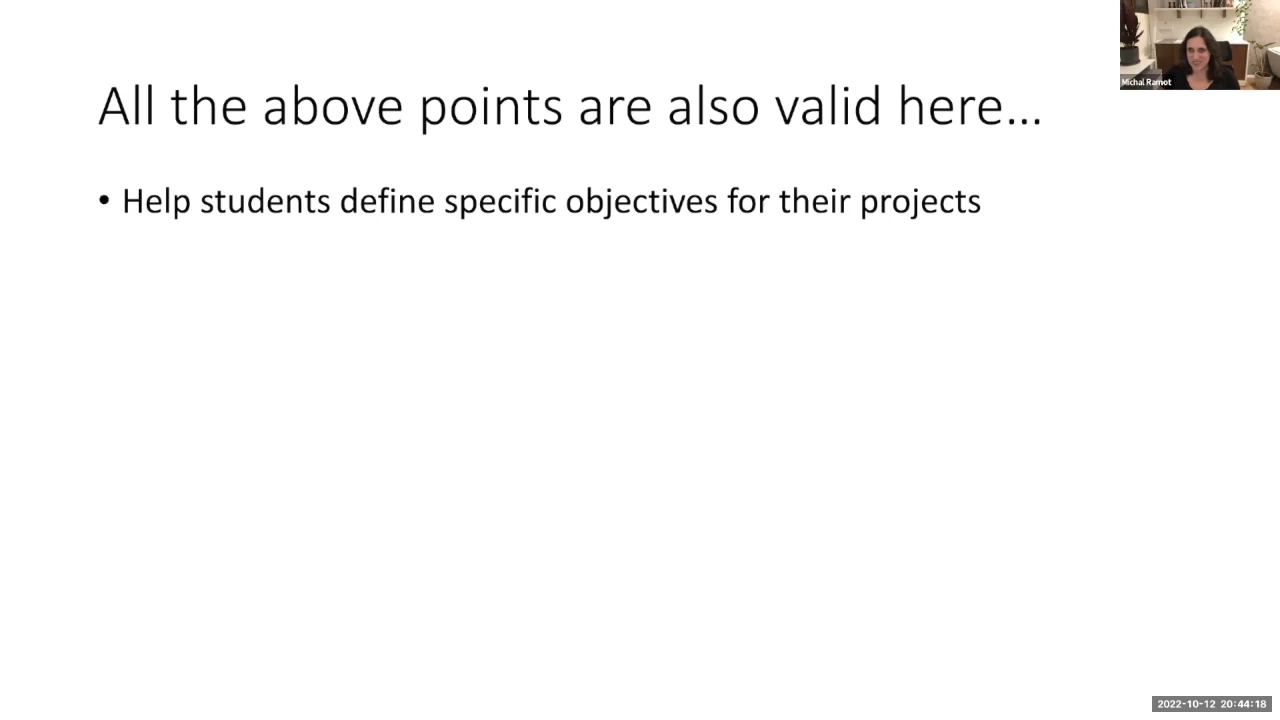 All the above points are also valid here…
• Help students define specific objectives for their projects
Michal Ramot
2022-10-12 20:44:18